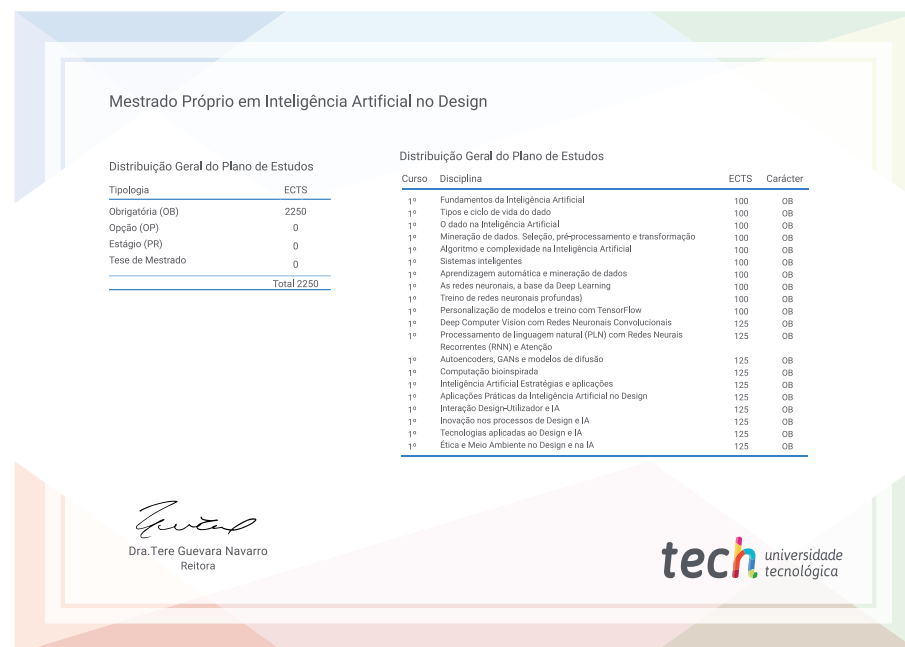 Mestrado Próprio em Inteligência Artificial no Design
Distribuição Geral do Plano de Estudos
Tipologia ECTS
Obrigatória (OB) 2250
Opção (OP) 0
Estágio (PR) 0
Tese de Mestrado 0
Total 2250
Distribuição Geral do Plano de Estudos
Curso Disciplina ECTS Carácter
1º Fundamentos da Inteligência Artificial 100 OB
1º Tipos e ciclo de vida do dado 100 OB
1º O dado na Inteligência Artificial 100 OB
1º Mineração de dados. Seleção, pré-processamento e transformação 100 OB
1º Algoritmo e complexidade na Inteligência Artificial 100 OB
1º Sistemas inteligentes 100 OB
1º Aprendizagem automática e mineração de dados 100 OB
1º As redes neuronais, a base da Deep Learning 100 OB
1º Treino de redes neuronais profundas) 100 OB
1º Personalização de modelos e treino com TensorFlow 100 OB
1º Deep Computer Vision com Redes Neuronais Convolucionais 125 OB
1º Processamento de linguagem natural (PLN) com Redes Neurais 125 OB
Recorrentes (RNN) e Atenção
1º Autoencoders, GANs e modelos de difusão 125 OB
1º Computação bioinspirada 125 OB
1º Inteligência Artificial Estratégias e aplicações 125 OB
1º Aplicações Práticas da Inteligência Artificial no Design 125 OB
1º Interação Design-Utilizador e IA 125 OB
1º Inovação nos processos de Design e IA 125 OB
1º Tecnologias aplicadas ao Design e IA 125 OB
1º Ética e Meio Ambiente no Design e na IA 125 OB
Dra.Tere Guevara Navarro
Reitora
tech universidade
tecnológica